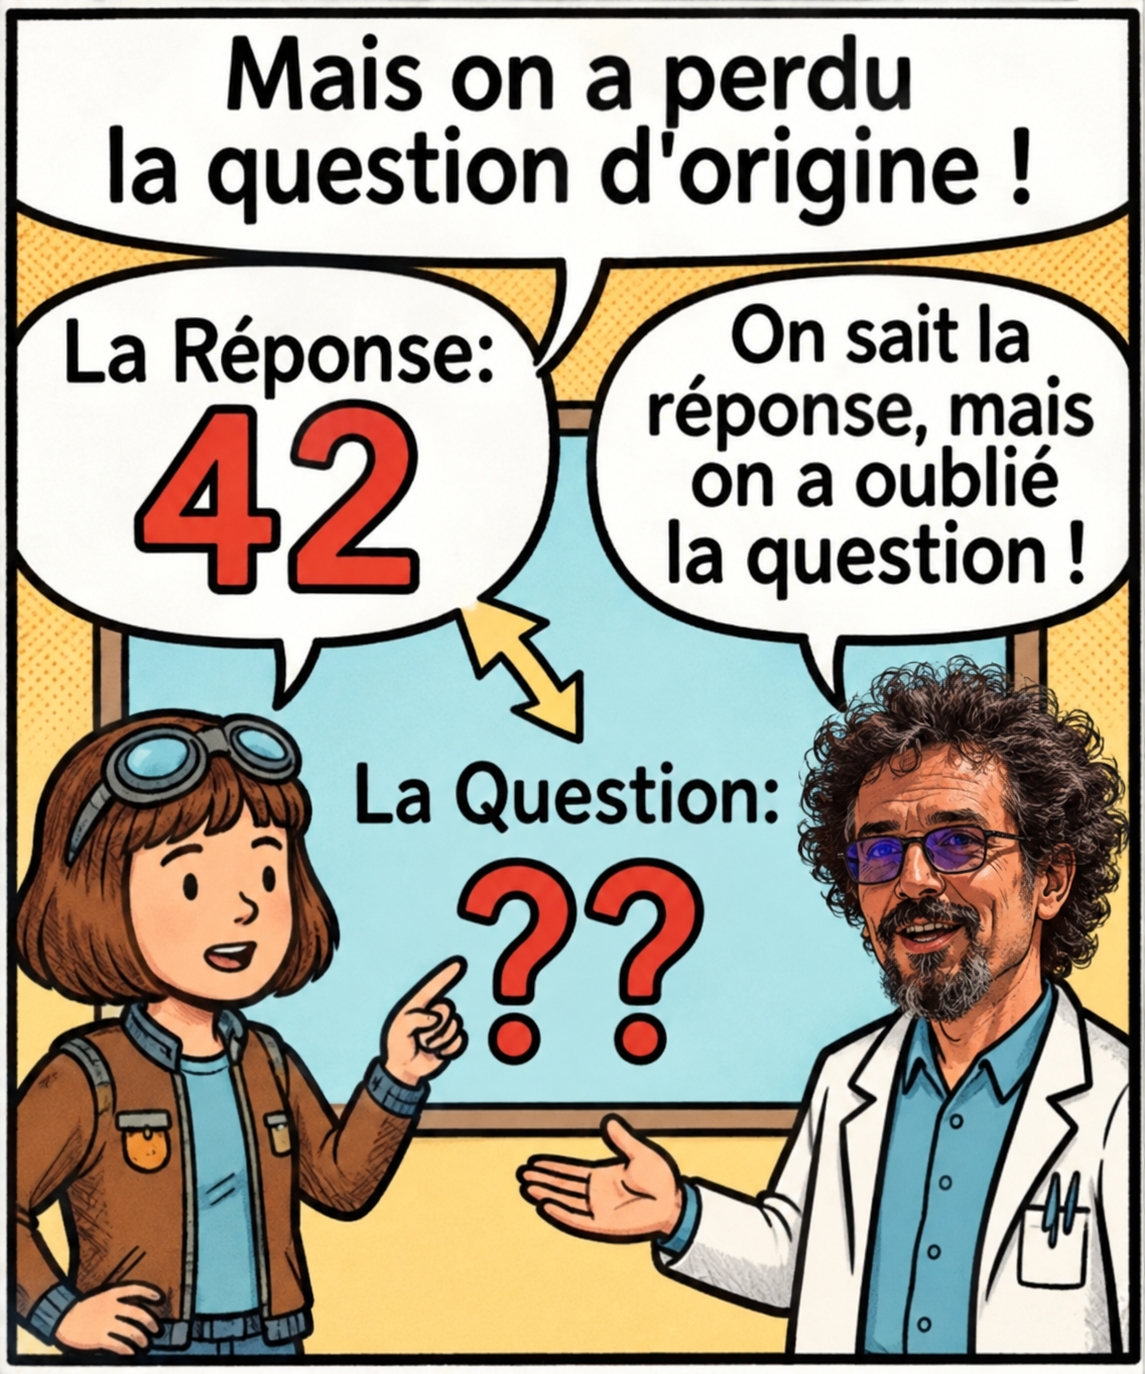 Mais on a perdu
la question d'origine !
La Réponse:
42
On sait la
réponse, mais
on a oublié
la question !
La Question:
??